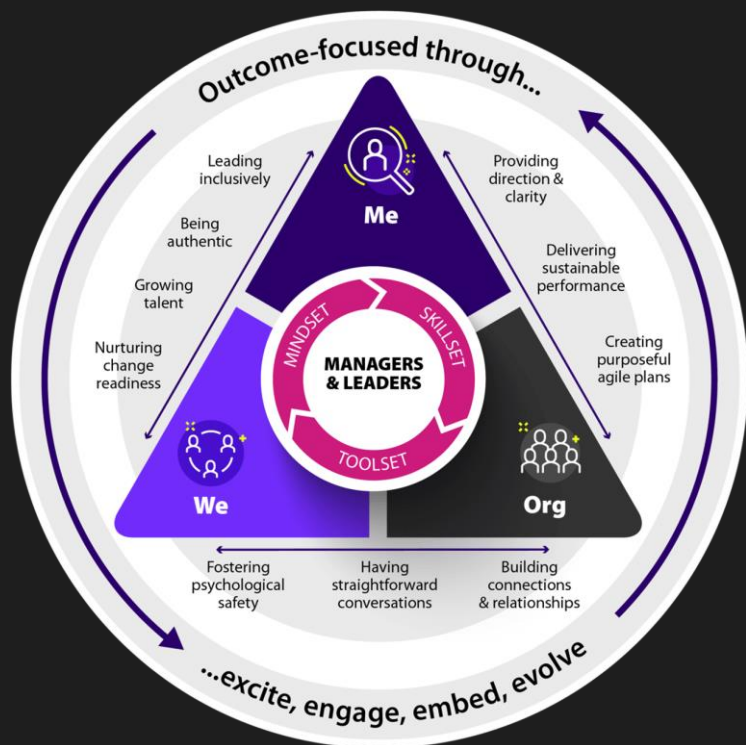 Outcome-focused through...
Leading
inclusively
Being
authentic
Growing
talent
Nurturing
change
readiness
Me
Providing
direction &
clarity
Delivering
sustainable
performance
Creating
purposeful
agile plans
MINDSET
SKILLSET
TOOLSET
MANAGERS
& LEADERS
We
Org
Fostering
psychological
safety
Having
straightforward
conversations
Building
connections
& relationships
...excite, engage, embed, evolve